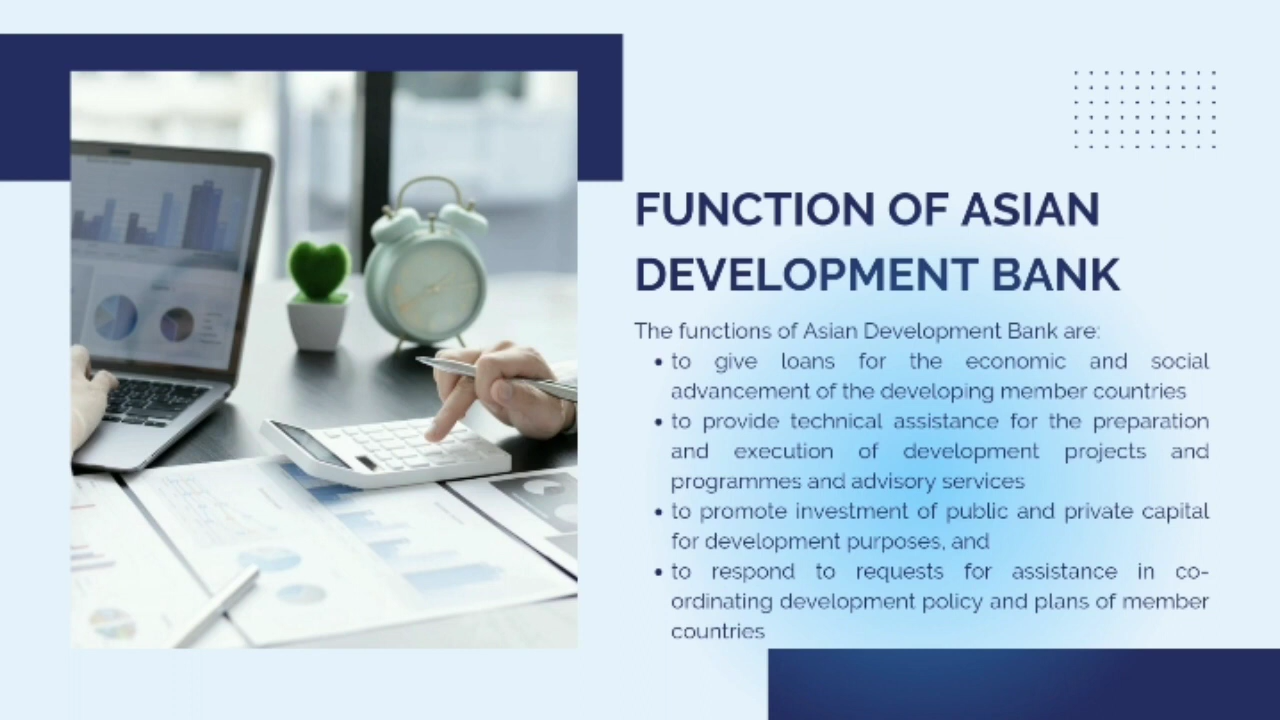 FUNCTION OF ASIAN
DEVELOPMENT BANK
The functions of Asian Development Bank are:
• to give loans for the economic and social
advancement of the developing member countries
• to provide technical assistance for the preparation
and execution of development projects and
programmes and advisory services
• to promote investment of public and private capital
for development purposes, and
• to respond to requests for assistance in co-
ordinating development policy and plans of member
countries